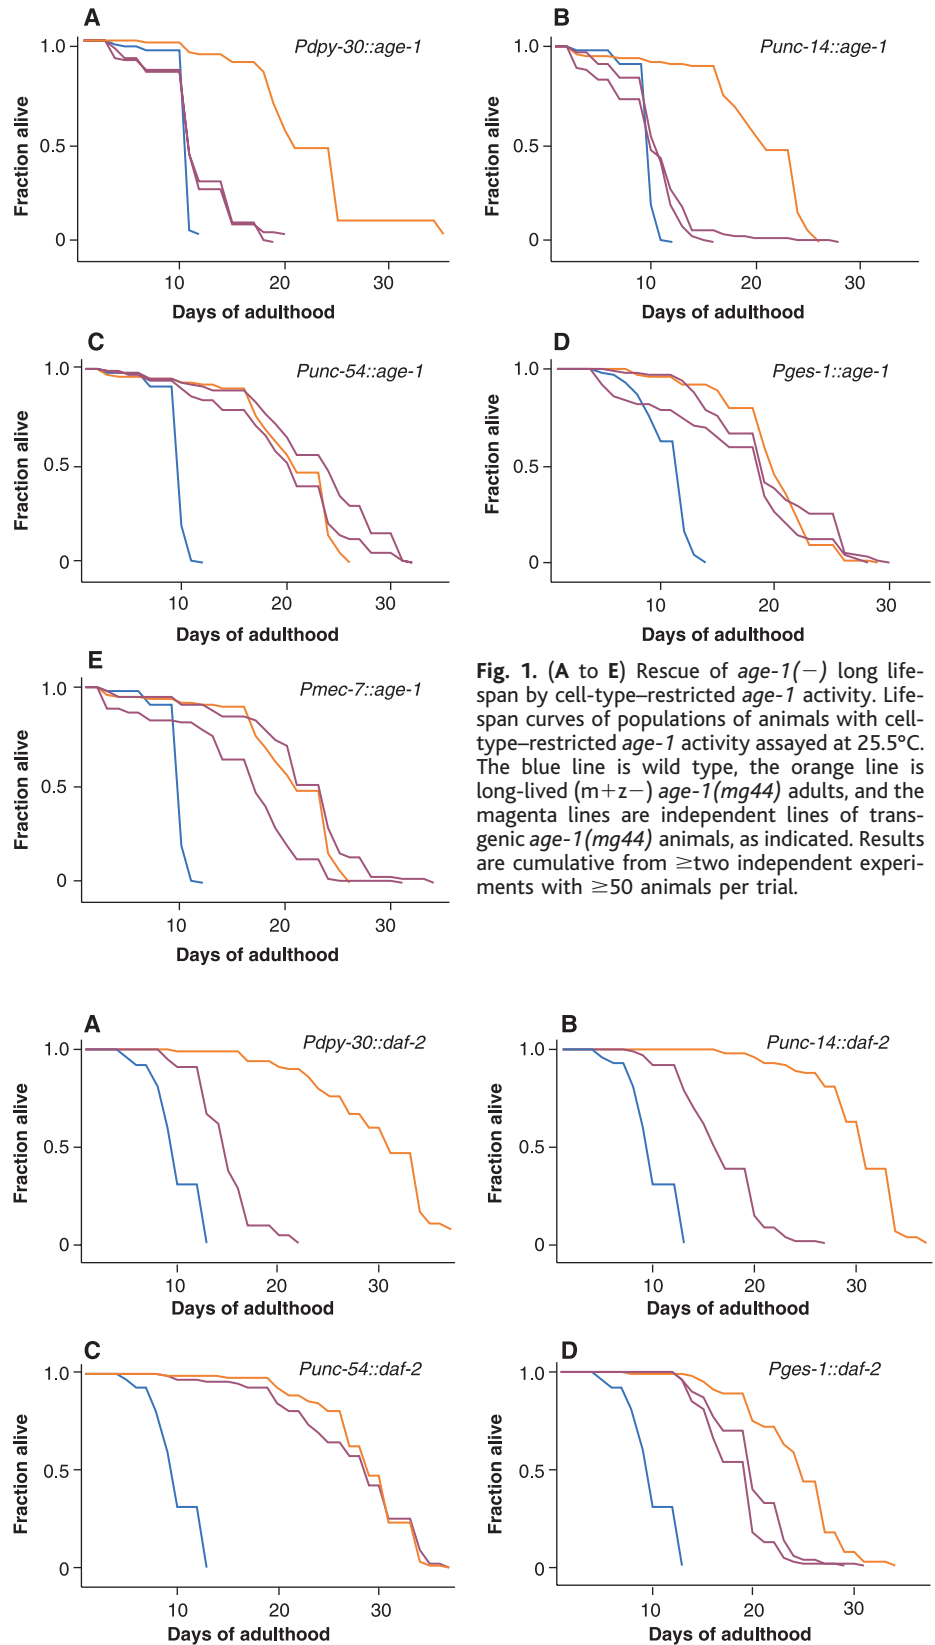 A
Pdpy-30::age-1
1.0
0.5
0
Fraction alive
10 20 30
Days of adulthood
B
Punc-14::age-1
1.0
0.5
0
Fraction alive
10 20 30
Days of adulthood
C
Punc-54::age-1
1.0
0.5
0
Fraction alive
10 20 30
Days of adulthood
D
Pges-1::age-1
1.0
0.5
0
Fraction alive
10 20 30
Days of adulthood
E
Pmec-7::age-1
1.0
0.5
0
Fraction alive
10 20 30
Days of adulthood
Fig. 1. (A to E) Rescue of age-1(−) long life-
span by cell-type–restricted age-1 activity. Life-
span curves of populations of animals with cell-
type–restricted age-1 activity assayed at 25.5°C.
The blue line is wild type, the orange line is
long-lived (m+z−) age-1(mg44) adults, and the
magenta lines are independent lines of trans-
genic age-1(mg44) animals, as indicated. Results
are cumulative from ≥two independent experi-
ments with ≥50 animals per trial.
A
Pdpy-30::daf-2
1.0
0.5
0
Fraction alive
10 20 30
Days of adulthood
B
Punc-14::daf-2
1.0
0.5
0
Fraction alive
10 20 30
Days of adulthood
C
Punc-54::daf-2
1.0
0.5
0
Fraction alive
10 20 30
Days of adulthood
D
Pges-1::daf-2
1.0
0.5
0
Fraction alive
10 20 30
Days of adulthood